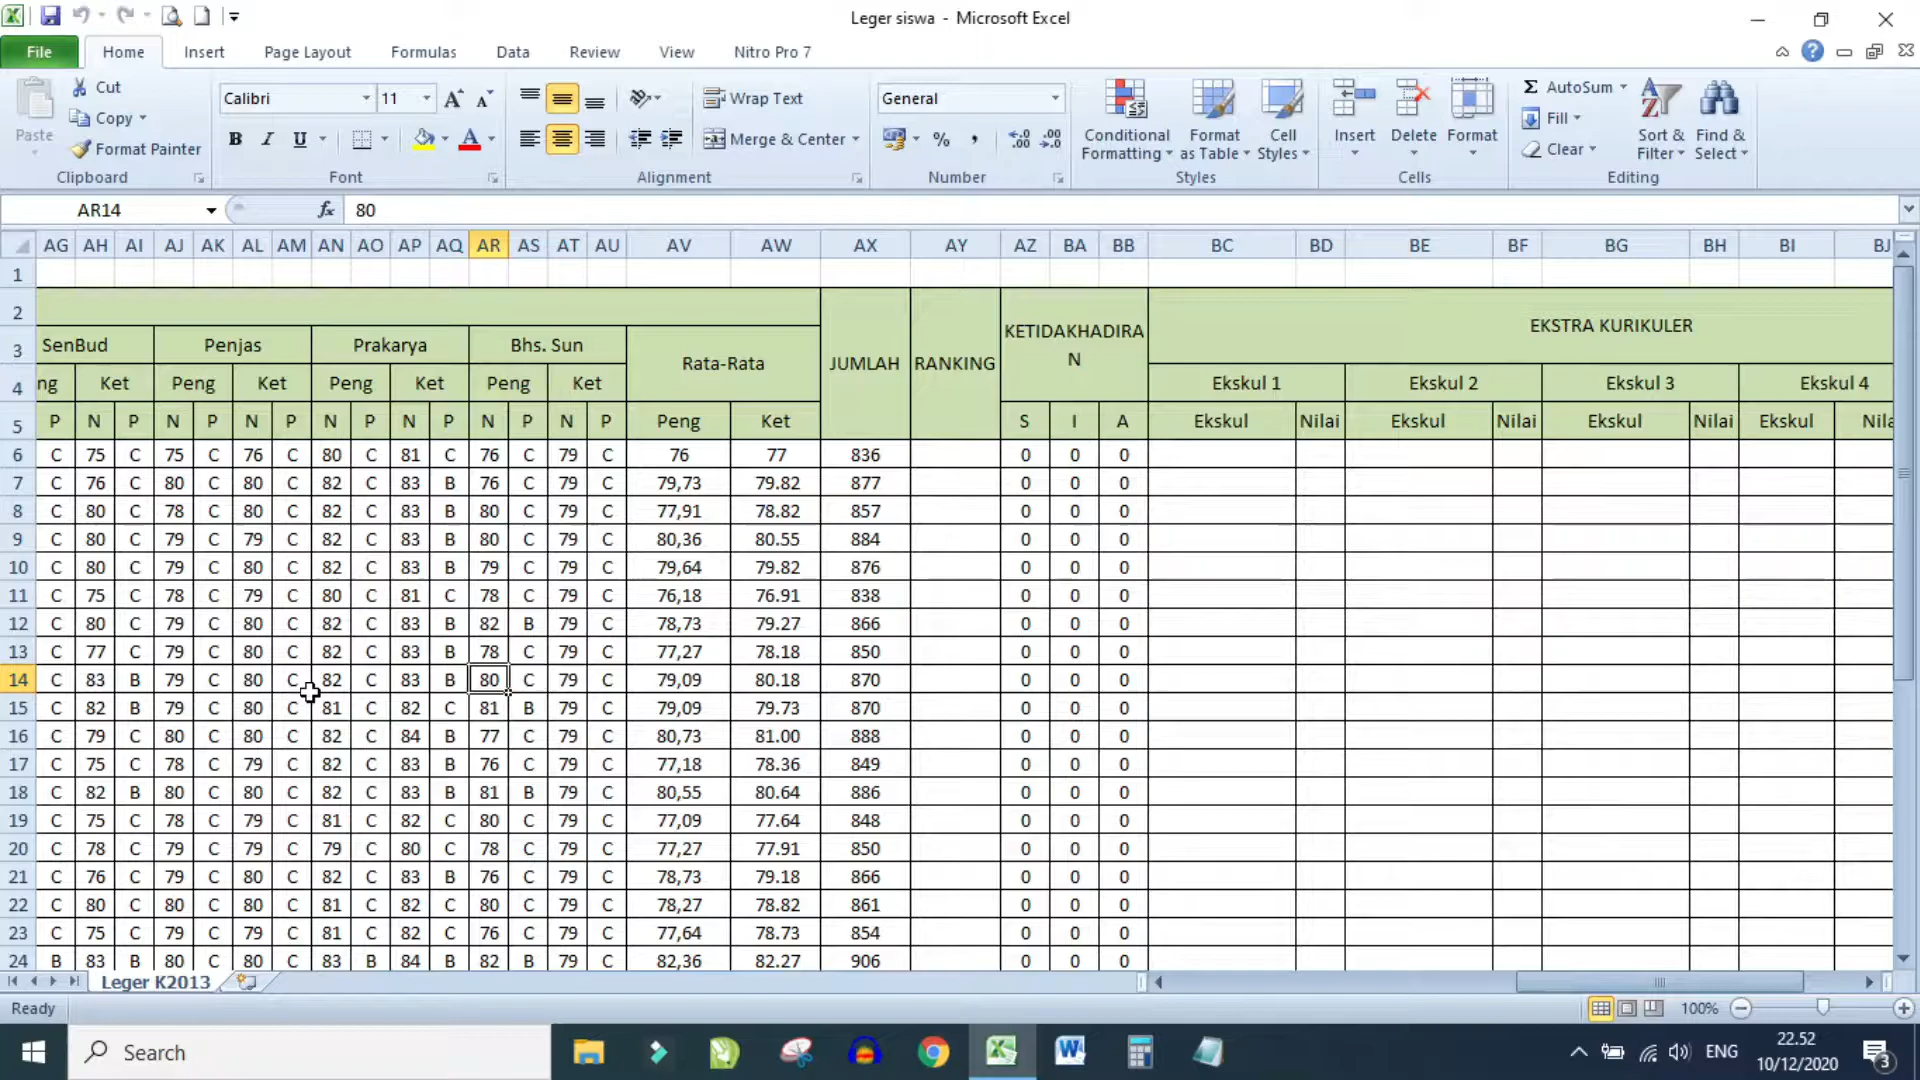 Leger siswa - Microsoft Excel
File Home Insert Page Layout Formulas Data Review View Nitro Pro 7
Paste
Cut
Copy
Format Painter
Clipboard
Calibri 11
B I U
Font
Wrap Text
Merge & Center
Alignment
General
% ,
Number
Conditional Formatting
Format as Table
Cell Styles
Styles
Insert
Delete
Format
Cells
Σ AutoSum
Fill
Clear
Sort & Filter
Find & Select
Editing
AR14 fx 80
AG AH AI AJ AK AL AM AN AO AP AQ AR AS AT AU AV AW AX AY AZ BA BB BC BD BE BF BG BH BI BJ
1
2 JUMLAH RANKING KETIDAKHADIRAN EKSTRA KURIKULER
3 SenBud Penjas Prakarya Bhs. Sun Rata-Rata
4 ng Ket Peng Ket Peng Ket Peng Ket Ekskul 1 Ekskul 2 Ekskul 3 Ekskul 4
5 P N P N P N P N P N P N P N P Peng Ket S I A Ekskul Nilai Ekskul Nilai Ekskul Nilai Ekskul Nila
6 C 75 C 75 C 76 C 80 C 81 C 76 C 79 C 76 77 836 0 0 0
7 C 76 C 80 C 80 C 82 C 83 B 76 C 79 C 79,73 79.82 877 0 0 0
8 C 80 C 78 C 80 C 82 C 83 B 80 C 79 C 77,91 78.82 857 0 0 0
9 C 80 C 79 C 79 C 82 C 83 B 80 C 79 C 80,36 80.55 884 0 0 0
10 C 80 C 79 C 80 C 82 C 83 B 79 C 79 C 79,64 79.82 876 0 0 0
11 C 75 C 78 C 79 C 80 C 81 C 78 C 79 C 76,18 76.91 838 0 0 0
12 C 80 C 79 C 80 C 82 C 83 B 82 B 79 C 78,73 79.27 866 0 0 0
13 C 77 C 79 C 80 C 82 C 83 B 78 C 79 C 77,27 78.18 850 0 0 0
14 C 83 B 79 C 80 C 82 C 83 B 80 C 79 C 79,09 80.18 870 0 0 0
15 C 82 B 79 C 80 C 81 C 82 C 81 B 79 C 79,09 79.73 870 0 0 0
16 C 79 C 80 C 80 C 82 C 84 B 77 C 79 C 80,73 81.00 888 0 0 0
17 C 75 C 78 C 79 C 82 C 83 B 76 C 79 C 77,18 78.36 849 0 0 0
18 C 82 B 80 C 80 C 82 C 83 B 81 B 79 C 80,55 80.64 886 0 0 0
19 C 75 C 78 C 79 C 81 C 82 C 80 C 79 C 77,09 77.64 848 0 0 0
20 C 78 C 79 C 79 C 79 C 80 C 78 C 79 C 77,27 77.91 850 0 0 0
21 C 76 C 79 C 80 C 82 C 83 B 76 C 79 C 78,73 79.18 866 0 0 0
22 C 80 C 80 C 80 C 81 C 82 C 80 C 79 C 78,27 78.82 861 0 0 0
23 C 75 C 79 C 79 C 81 C 82 C 76 C 79 C 77,64 78.73 854 0 0 0
24 B 83 B 80 C 80 C 83 B 84 B 82 B 79 C 82,36 82.27 906 0 0 0
Leger K2013
Ready 100%
Search ENG 22.52
10/12/2020 3